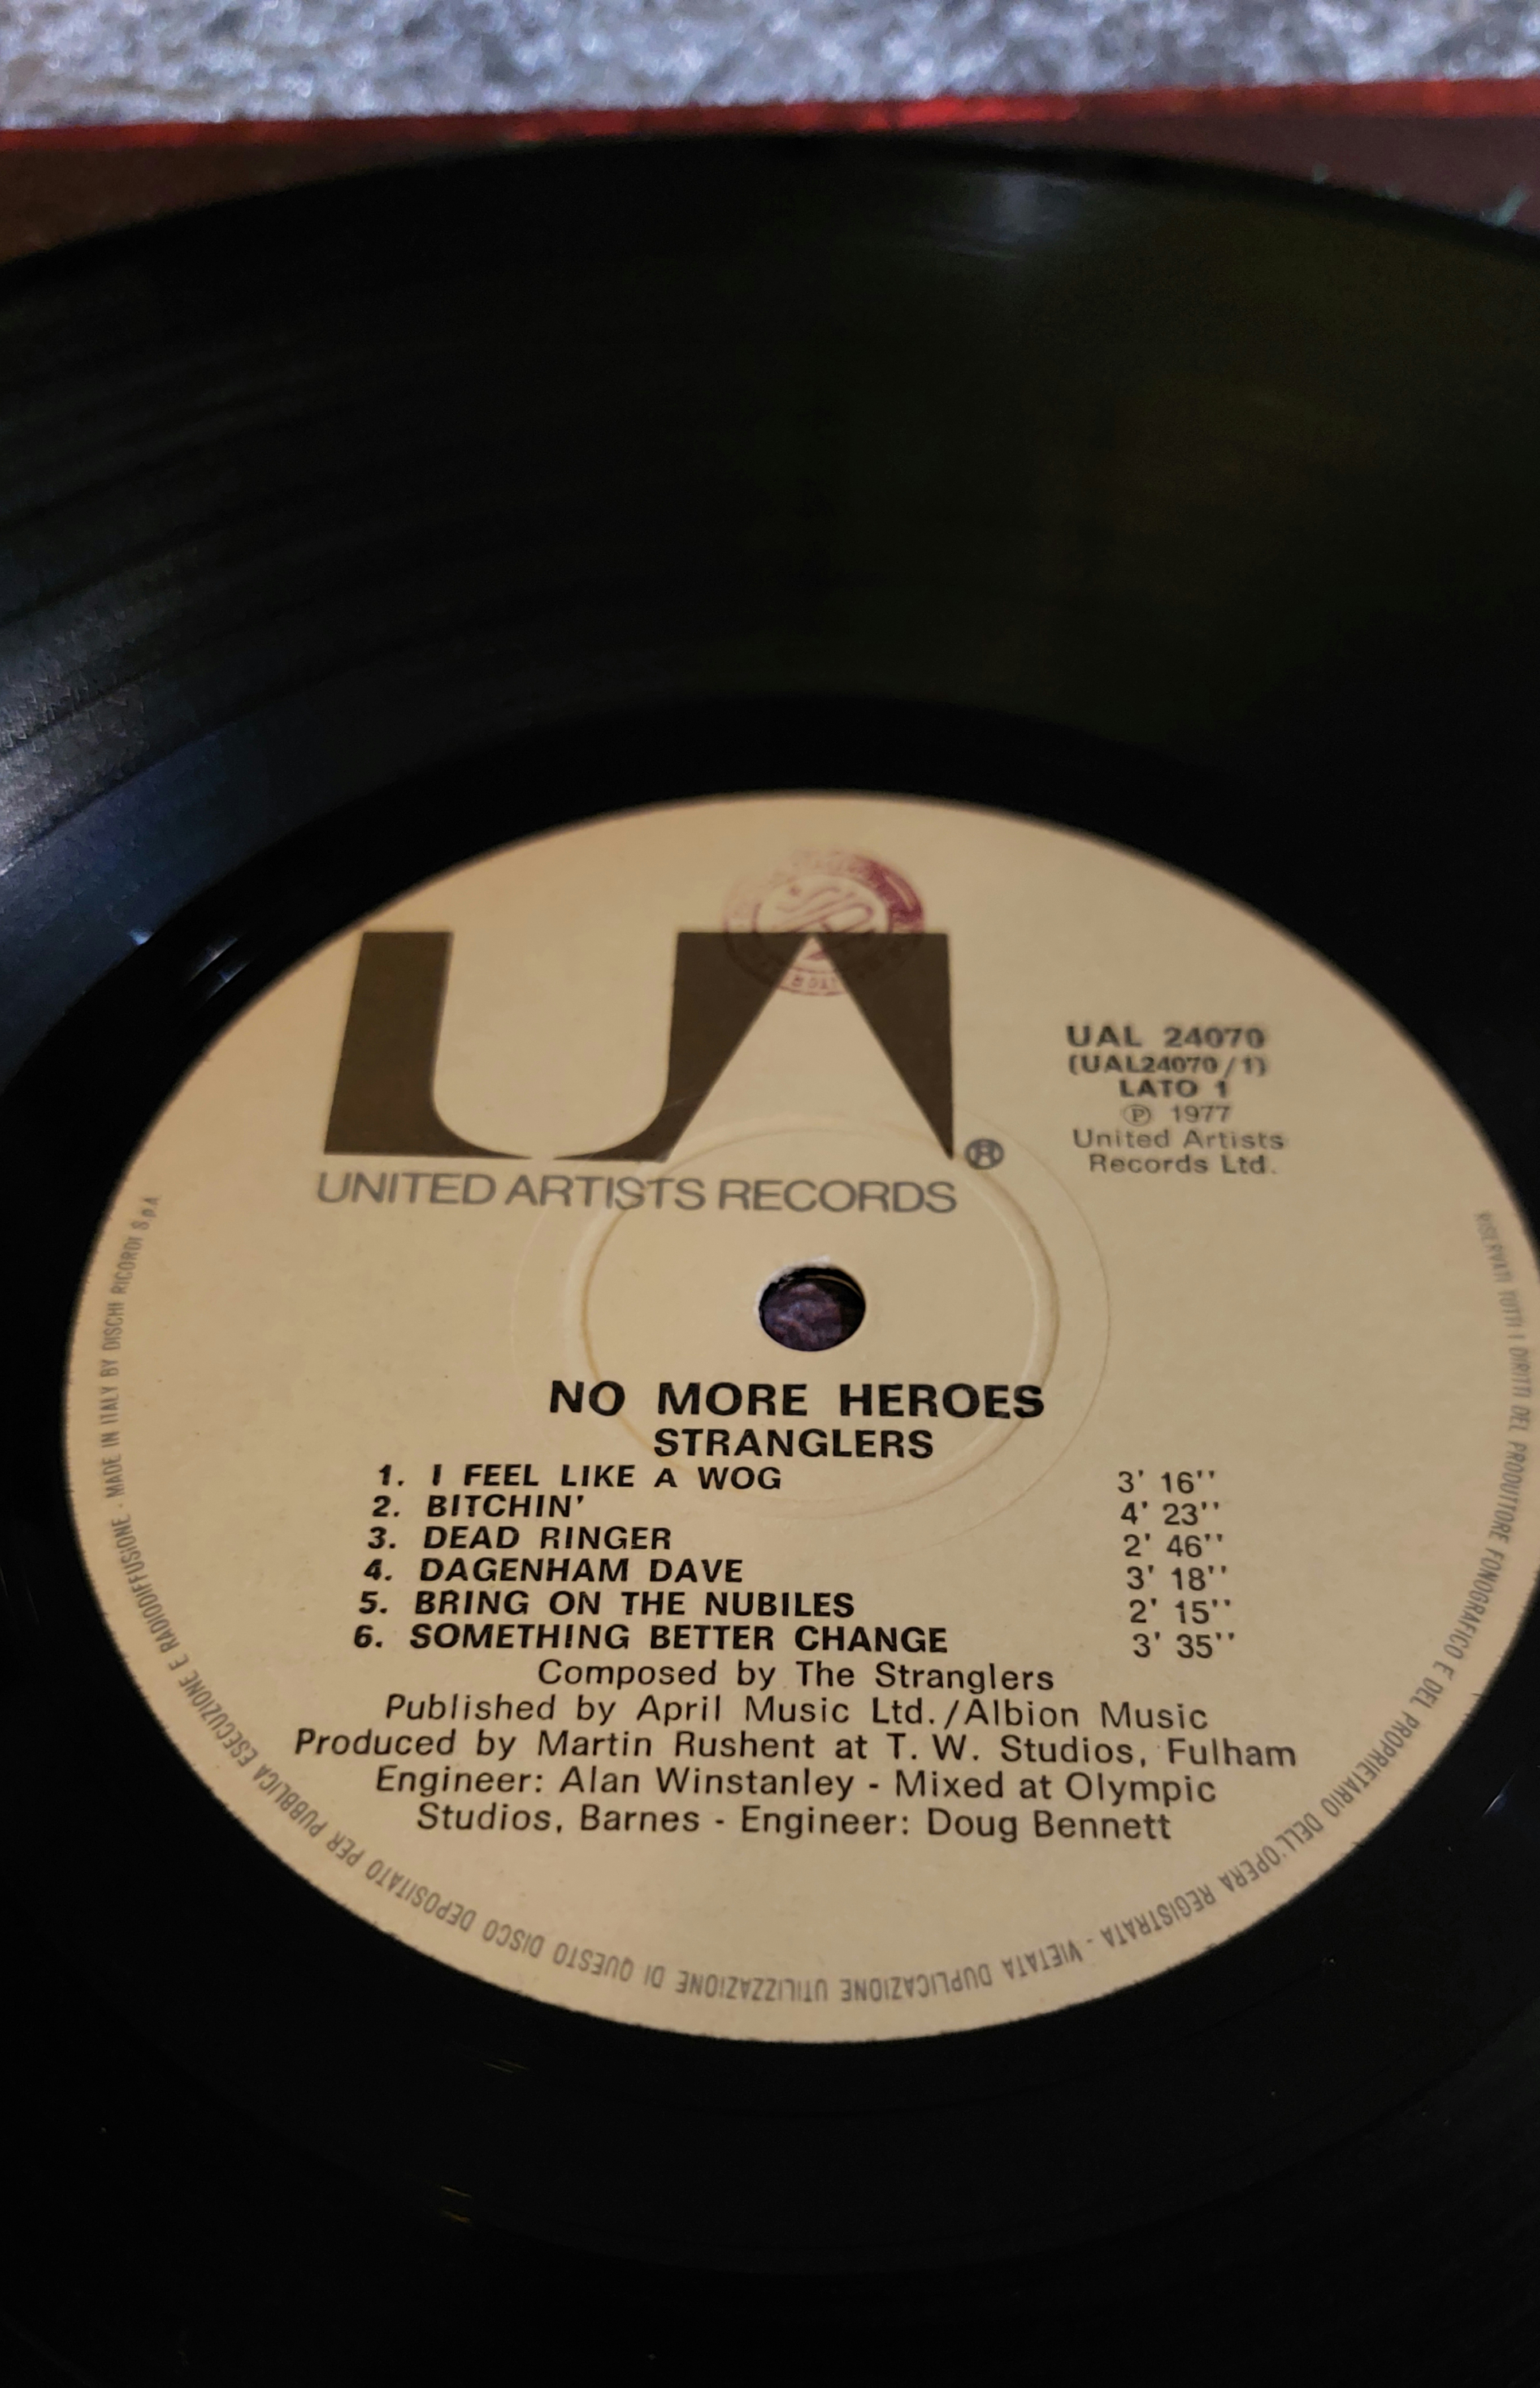 UA
®
UNITED ARTISTS RECORDS
UAL 24070
(UAL24070/1)
LATO 1
℗ 1977
United Artists
Records Ltd.
NO MORE HEROES
STRANGLERS
1. I FEEL LIKE A WOG 3' 16''
2. BITCHIN' 4' 23''
3. DEAD RINGER 2' 46''
4. DAGENHAM DAVE 3' 18''
5. BRING ON THE NUBILES 2' 15''
6. SOMETHING BETTER CHANGE 3' 35''
Composed by The Stranglers
Published by April Music Ltd./Albion Music
Produced by Martin Rushent at T. W. Studios, Fulham
Engineer: Alan Winstanley - Mixed at Olympic
Studios, Barnes - Engineer: Doug Bennett
RISERVATI TUTTI I DIRITTI DEL PRODUTTORE FONOGRAFICO E DEL PROPRIETARIO DELL'OPERA REGISTRATA - VIETATA DUPLICAZIONE UTILIZZAZIONE DI QUESTO DISCO DEPOSITATO PER PUBBLICA ESECUZIONE E RADIODIFFUSIONE - MADE IN ITALY BY DISCHI RICORDI S.p.A.